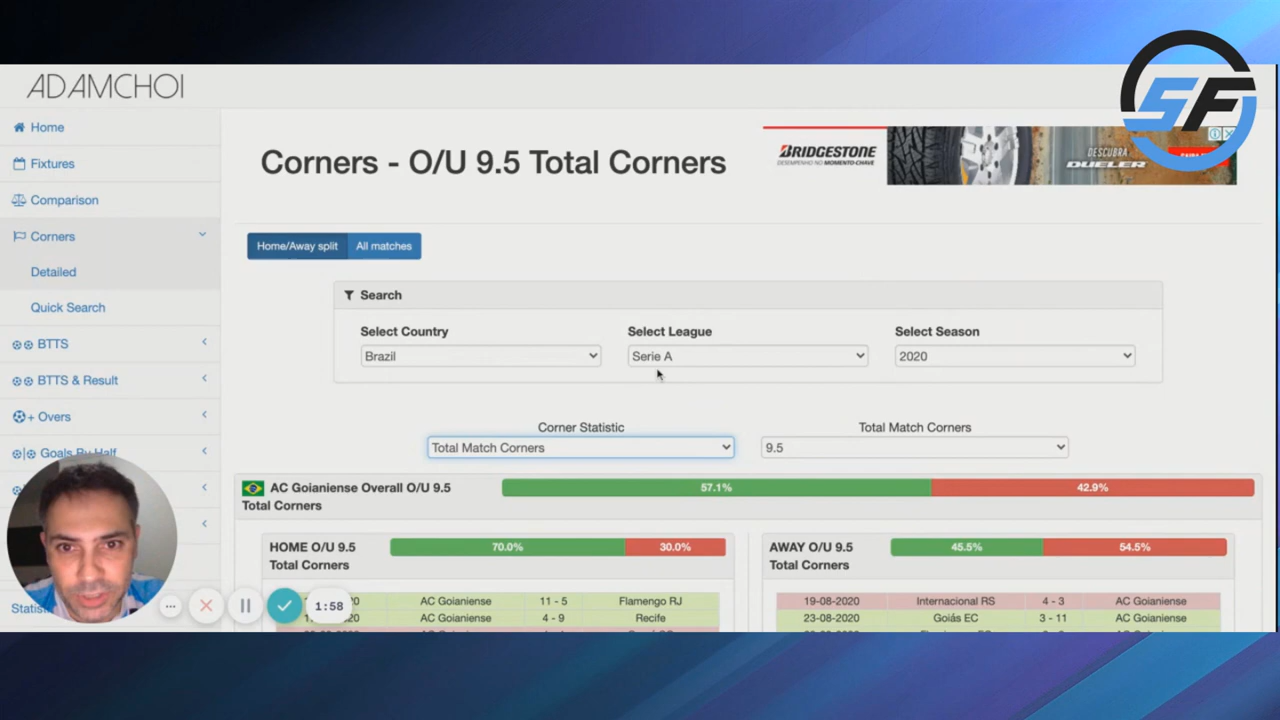 ADAMCHOI
SF
Home
Fixtures
Comparison
Corners
Detailed
Quick Search
BTTS
BTTS & Result
+ Overs
Goals By Half
Corners - O/U 9.5 Total Corners
BRIDGESTONE
DESEMPENHO NO MOMENTO-CHAVE
DESCUBRA
DUELER
Home/Away split All matches
Search
Select Country Select League Select Season
Brazil Serie A 2020
Corner Statistic Total Match Corners
Total Match Corners 9.5
AC Goianiense Overall O/U 9.5 57.1% 42.9%
Total Corners
HOME O/U 9.5 70.0% 30.0%
Total Corners
AWAY O/U 9.5 45.5% 54.5%
Total Corners
AC Goianiense 11 - 5 Flamengo RJ
AC Goianiense 4 - 9 Recife
19-08-2020 Internacional RS 4 - 3 AC Goianiense
23-08-2020 Goiás EC 3 - 11 AC Goianiense
1:58